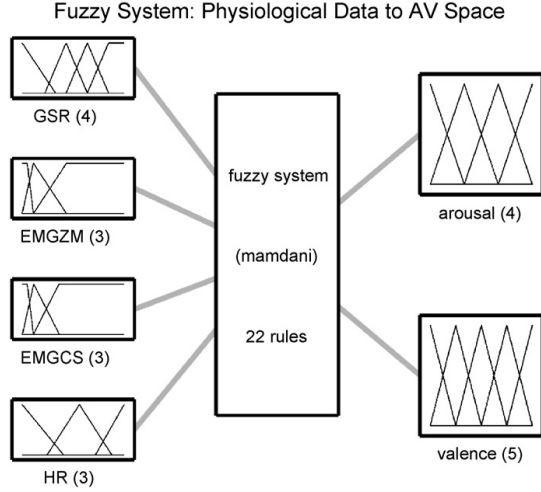 Fuzzy System: Physiological Data to AV Space
GSR (4)
EMGZM (3)
EMGCS (3)
HR (3)
fuzzy system
(mamdani)
22 rules
arousal (4)
valence (5)